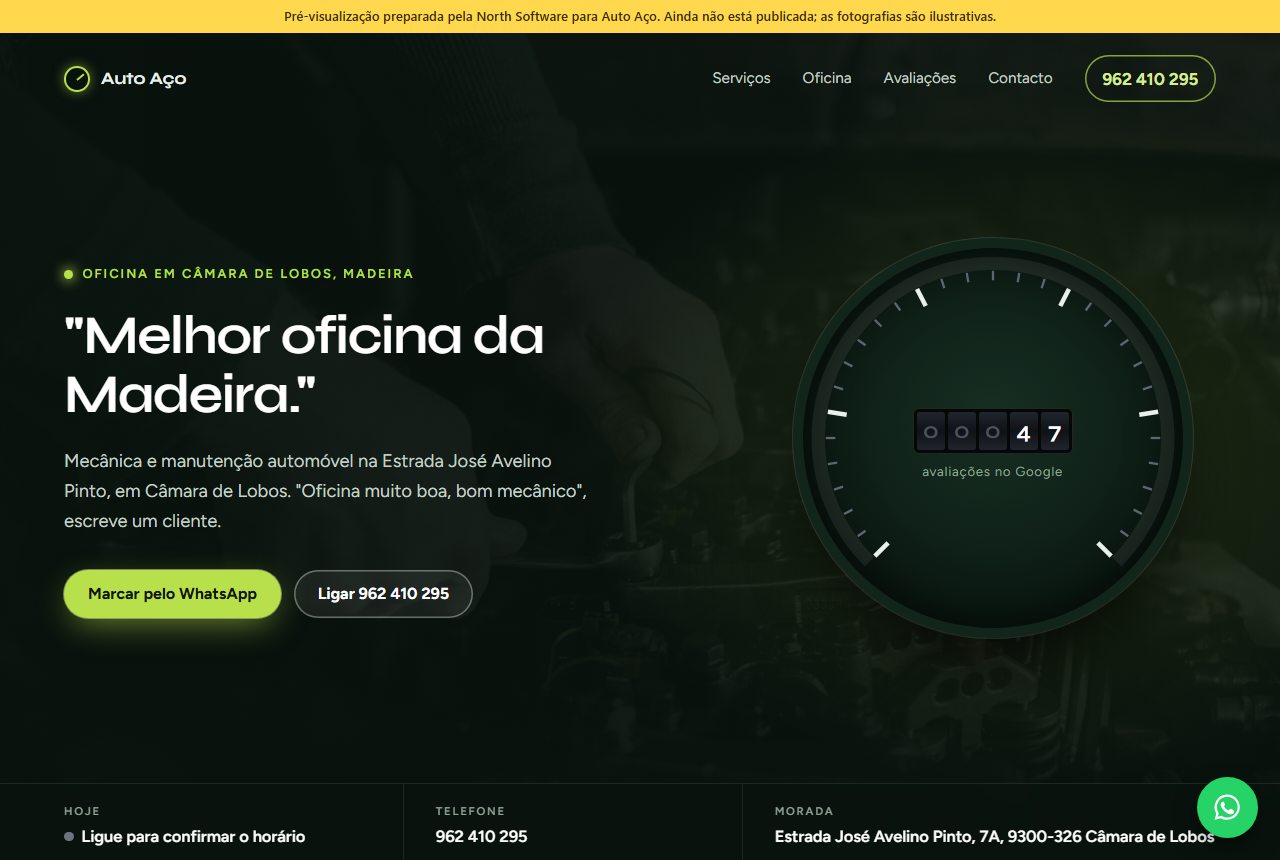 Pré-visualização preparada pela North Software para Auto Aço. Ainda não está publicada; as fotografias são ilustrativas.
Auto Aço
Serviços
Oficina
Avaliações
Contacto
962 410 295
OFICINA EM CÂMARA DE LOBOS, MADEIRA
"Melhor oficina da
Madeira."
Mecânica e manutenção automóvel na Estrada José Avelino
Pinto, em Câmara de Lobos. "Oficina muito boa, bom mecânico",
escreve um cliente.
Marcar pelo WhatsApp
Ligar 962 410 295
0 0 0 4 7
avaliações no Google
HOJE
Ligue para confirmar o horário
TELEFONE
962 410 295
MORADA
Estrada José Avelino Pinto, 7A, 9300-326 Câmara de Lobos